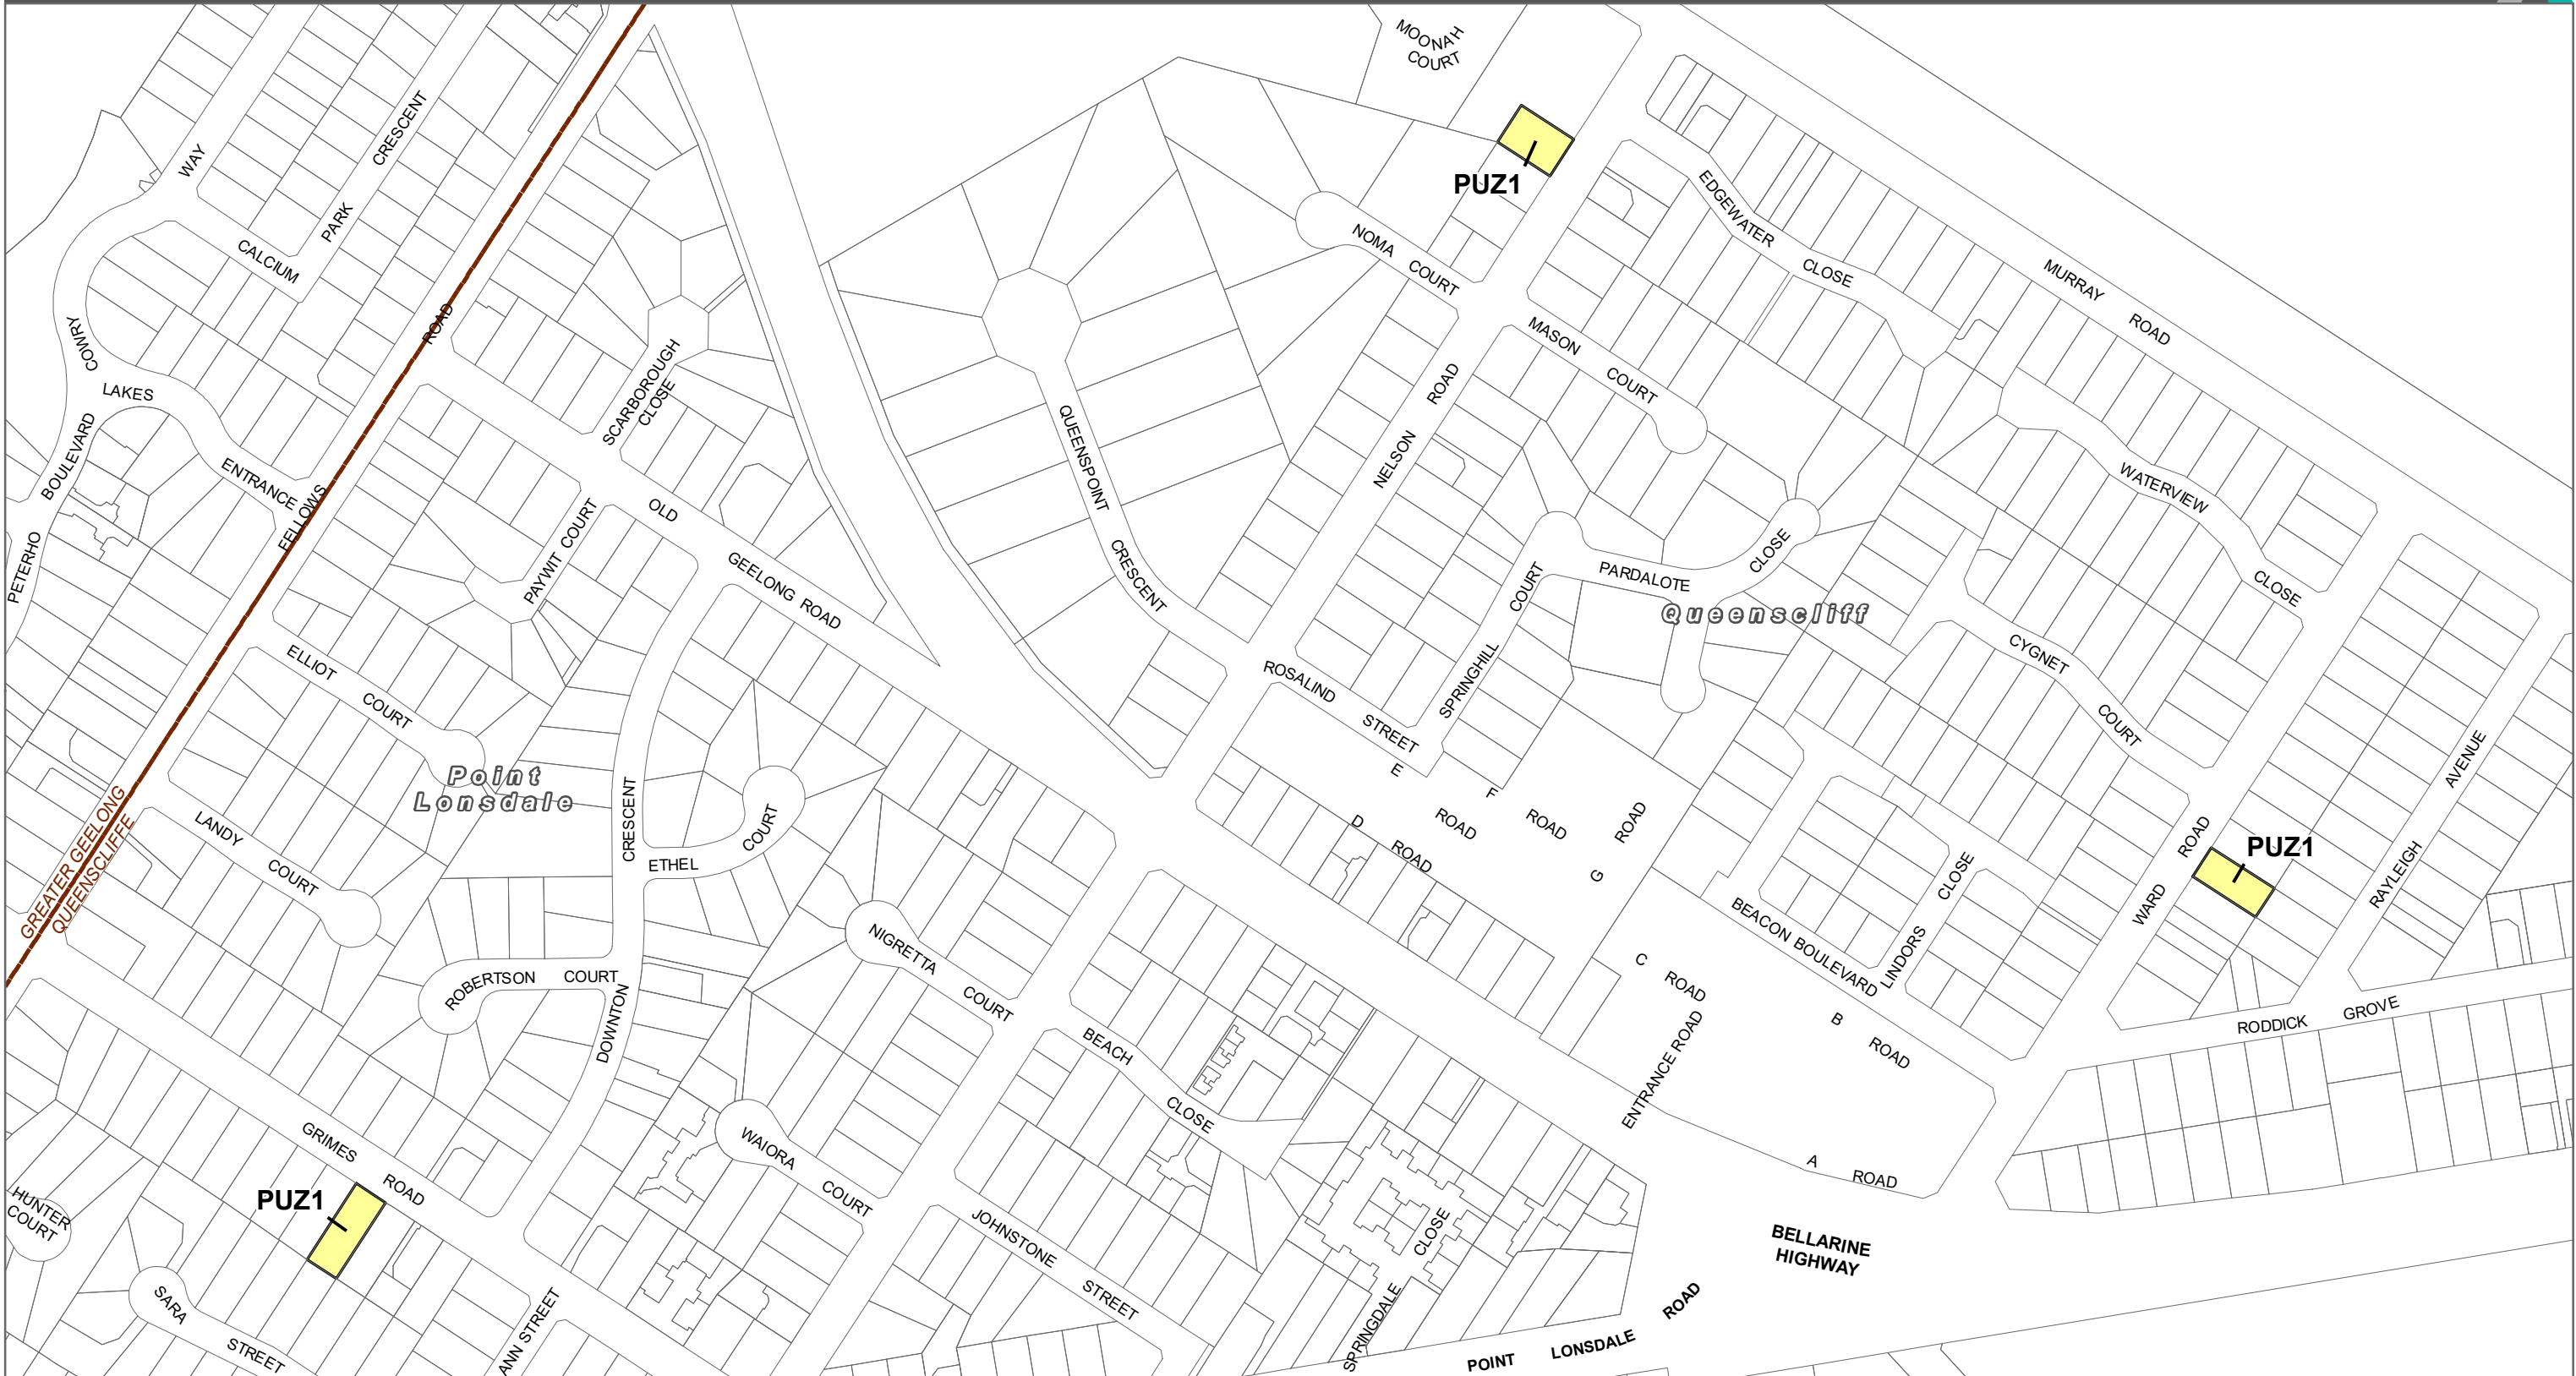 MOONAH
COURT
PUZ1
WAY
PARK CRESCENT
CALCIUM
NOMA COURT
EDGEWATER CLOSE
MURRAY ROAD
COWRY
LAKES
ENTRANCE
BOULEVARD
PETERHO
FELLOWS ROAD
SCARBOROUGH
CLOSE
MASON COURT
NELSON ROAD
QUEENSPOINT CRESCENT
OLD GEELONG ROAD
PAYWIT COURT
WATERVIEW CLOSE
PARDALOTE CLOSE
Queenscliff
SPRINGHILL COURT
CYGNET COURT
ELLIOT COURT
ROSALIND STREET
Point
Lonsdale
LANDY COURT
GREATER GEELONG
QUEENSCLIFFE
DOWNTON CRESCENT
ETHEL COURT
E ROAD
F ROAD
D ROAD
G ROAD
WARD ROAD
PUZ1
RAYLEIGH AVENUE
LINDORS CLOSE
BEACON BOULEVARD
NIGRETTA COURT
ROBERTSON COURT
C ROAD
B ROAD
RODDICK GROVE
ENTRANCE ROAD
BEACH CLOSE
WAIORA COURT
GRIMES ROAD
PUZ1
A ROAD
HUNTER
COURT
JOHNSTONE STREET
SPRINGDALE CLOSE
BELLARINE
HIGHWAY
SARA STREET
ANN STREET
POINT LONSDALE ROAD